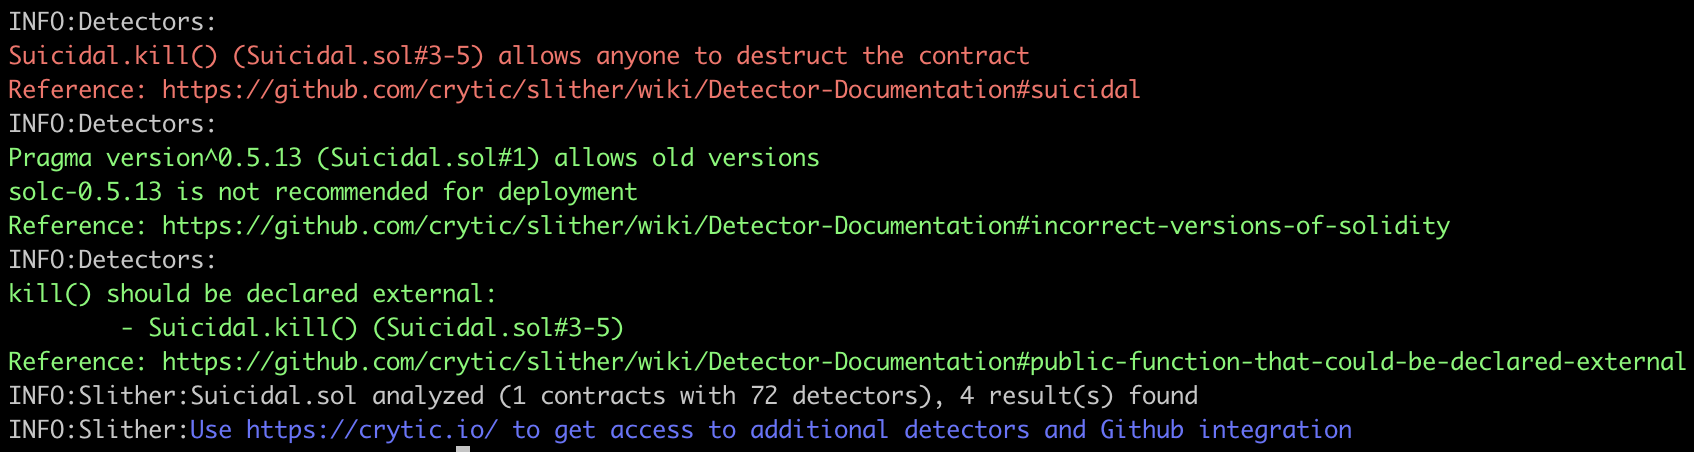 INFO:Detectors:
Suicidal.kill() (Suicidal.sol#3-5) allows anyone to destruct the contract
Reference: https://github.com/crytic/slither/wiki/Detector-Documentation#suicidal
INFO:Detectors:
Pragma version^0.5.13 (Suicidal.sol#1) allows old versions
solc-0.5.13 is not recommended for deployment
Reference: https://github.com/crytic/slither/wiki/Detector-Documentation#incorrect-versions-of-solidity
INFO:Detectors:
kill() should be declared external:
        - Suicidal.kill() (Suicidal.sol#3-5)
Reference: https://github.com/crytic/slither/wiki/Detector-Documentation#public-function-that-could-be-declared-external
INFO:Slither:Suicidal.sol analyzed (1 contracts with 72 detectors), 4 result(s) found
INFO:Slither:Use https://crytic.io/ to get access to additional detectors and Github integration